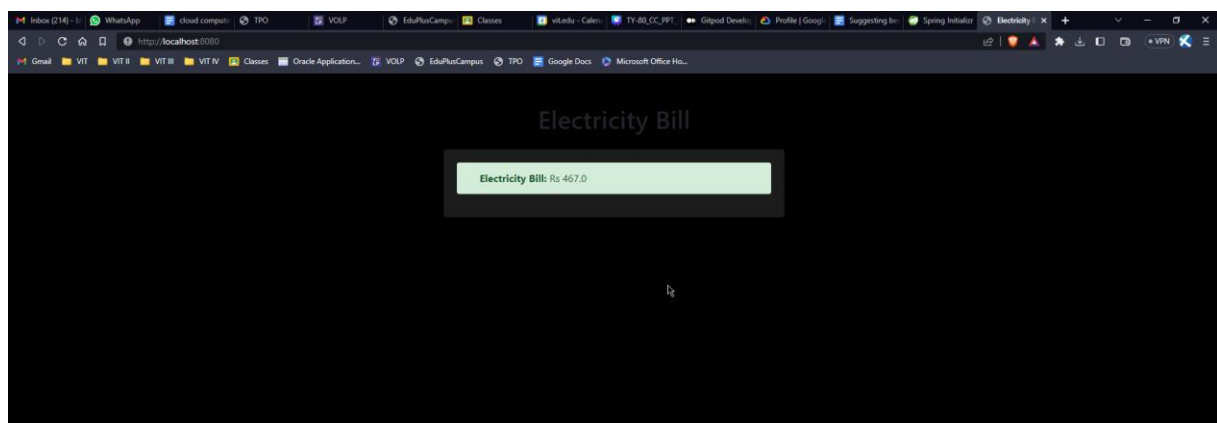 Inbox (214) -
WhatsApp
cloud computi
TPO
VOLP
EduPlusCampu
Classes
vit.edu - Calen
TY-80_CC_PPT_
Gitpod Develo
Profile | Googl
Suggesting be
Spring Initializr
Electricity
http://localhost:8080
VPN
Gmail
VIT
VIT II
VIT III
VIT IV
Classes
Oracle Application...
VOLP
EduPlusCampus
TPO
Google Docs
Microsoft Office Ho...
Electricity Bill
Electricity Bill: Rs 467.0